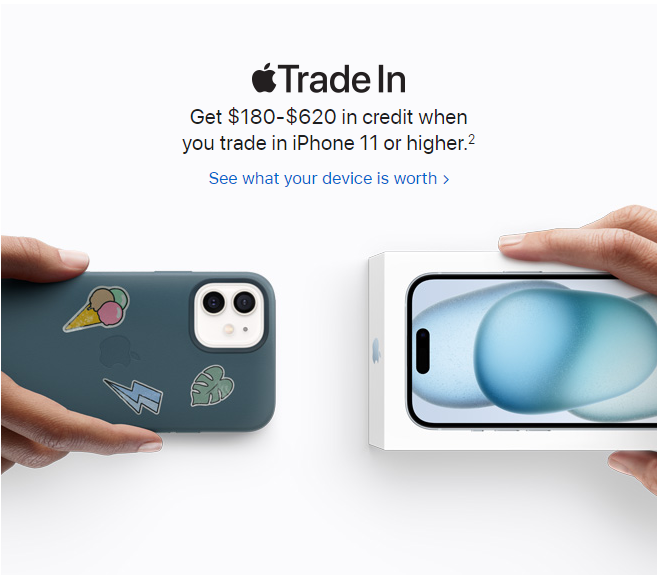 Trade In
Get $180-$620 in credit when
you trade in iPhone 11 or higher.2
See what your device is worth >